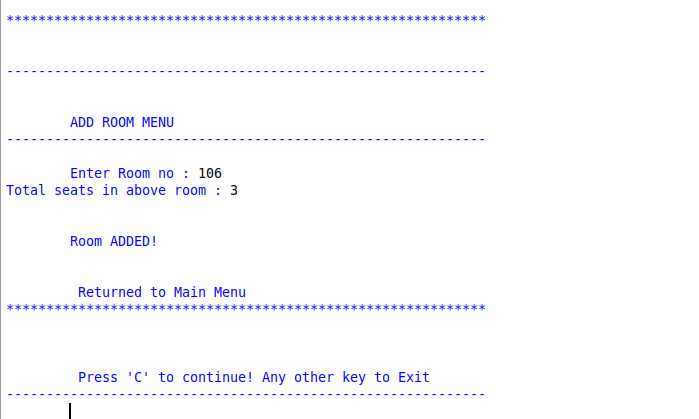 ************************************************************
------------------------------------------------------------
ADD ROOM MENU
------------------------------------------------------------
Enter Room no : 106
Total seats in above room : 3
Room ADDED!
Returned to Main Menu
************************************************************
Press 'C' to continue! Any other key to Exit
------------------------------------------------------------